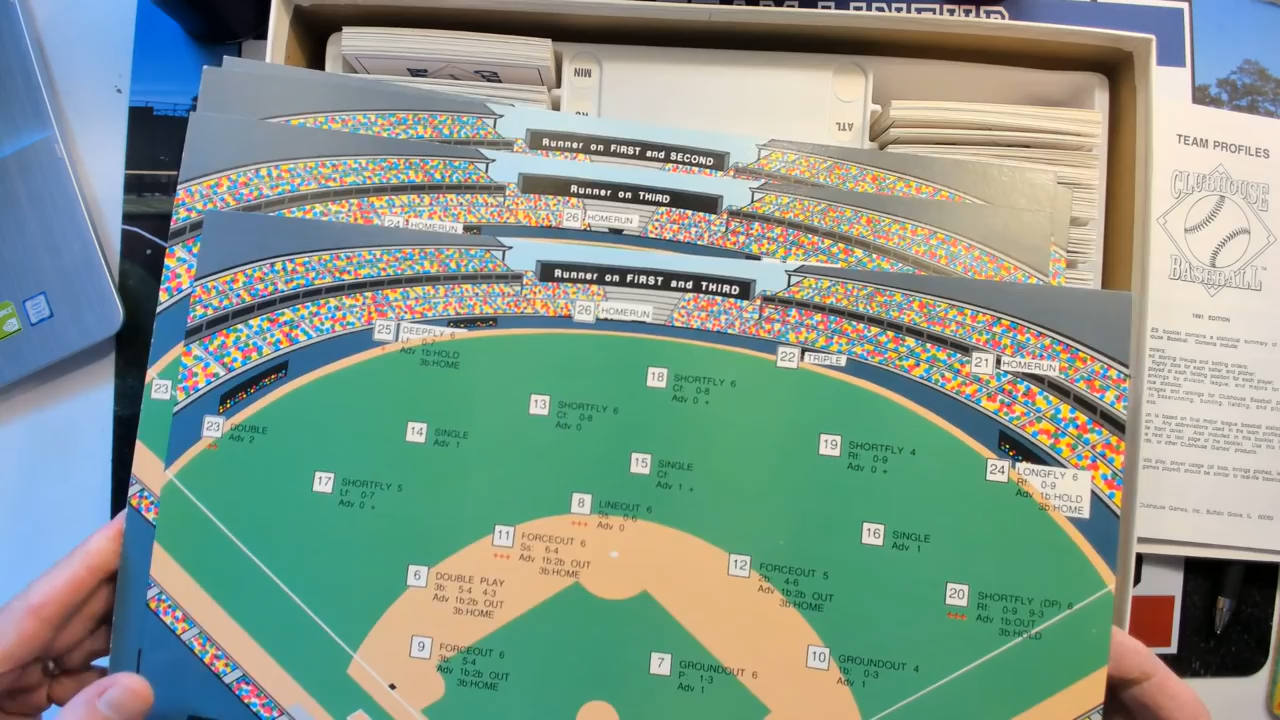 TEAM LINEUP
MIN
ATL
TEAM PROFILES
CLUBHOUSE
BASEBALL
1991 EDITION
Runner on FIRST and SECOND
Runner on THIRD
24 HOMERUN
26 HOMERUN
Runner on FIRST and THIRD
26 HOMERUN
25 DEEPFLY 6
Adv 1b:HOLD
3b:HOME
22 TRIPLE
21 HOMERUN
23
18 SHORTFLY 6
Cf: 0-8
Adv 0 +
13 SHORTFLY 6
Cf: 0-8
Adv 0
23 DOUBLE
Adv 2
14 SINGLE
Adv 1
19 SHORTFLY 4
Rf: 0-9
Adv 0 +
15 SINGLE
Cf:
Adv 1 +
24 LONGFLY 6
Rf: 0-9
Adv 1b:HOLD
3b:HOME
17 SHORTFLY 5
Lf: 0-7
Adv 0 +
8 LINEOUT 6
+++ Ss: 0-6
Adv 0
16 SINGLE
Adv 1
11 FORCEOUT 6
+++ Ss: 6-4
Adv 1b:2b OUT
3b:HOME
12 FORCEOUT 5
2b: 4-6
Adv 1b:2b OUT
3b:HOME
6 DOUBLE PLAY
3b: 5-4 4-3
Adv 1b:2b OUT
3b:HOME
20 SHORTFLY (DP) 6
+++ Rf: 0-9 9-3
Adv 1b:OUT
3b:HOLD
9 FORCEOUT 6
3b: 5-4
Adv 1b:2b OUT
3b:HOME
7 GROUNDOUT 6
P: 1-3
Adv 1
10 GROUNDOUT 4
1b: 0-3
Adv 1
Clubhouse Games, Inc., Buffalo Grove, IL 60089